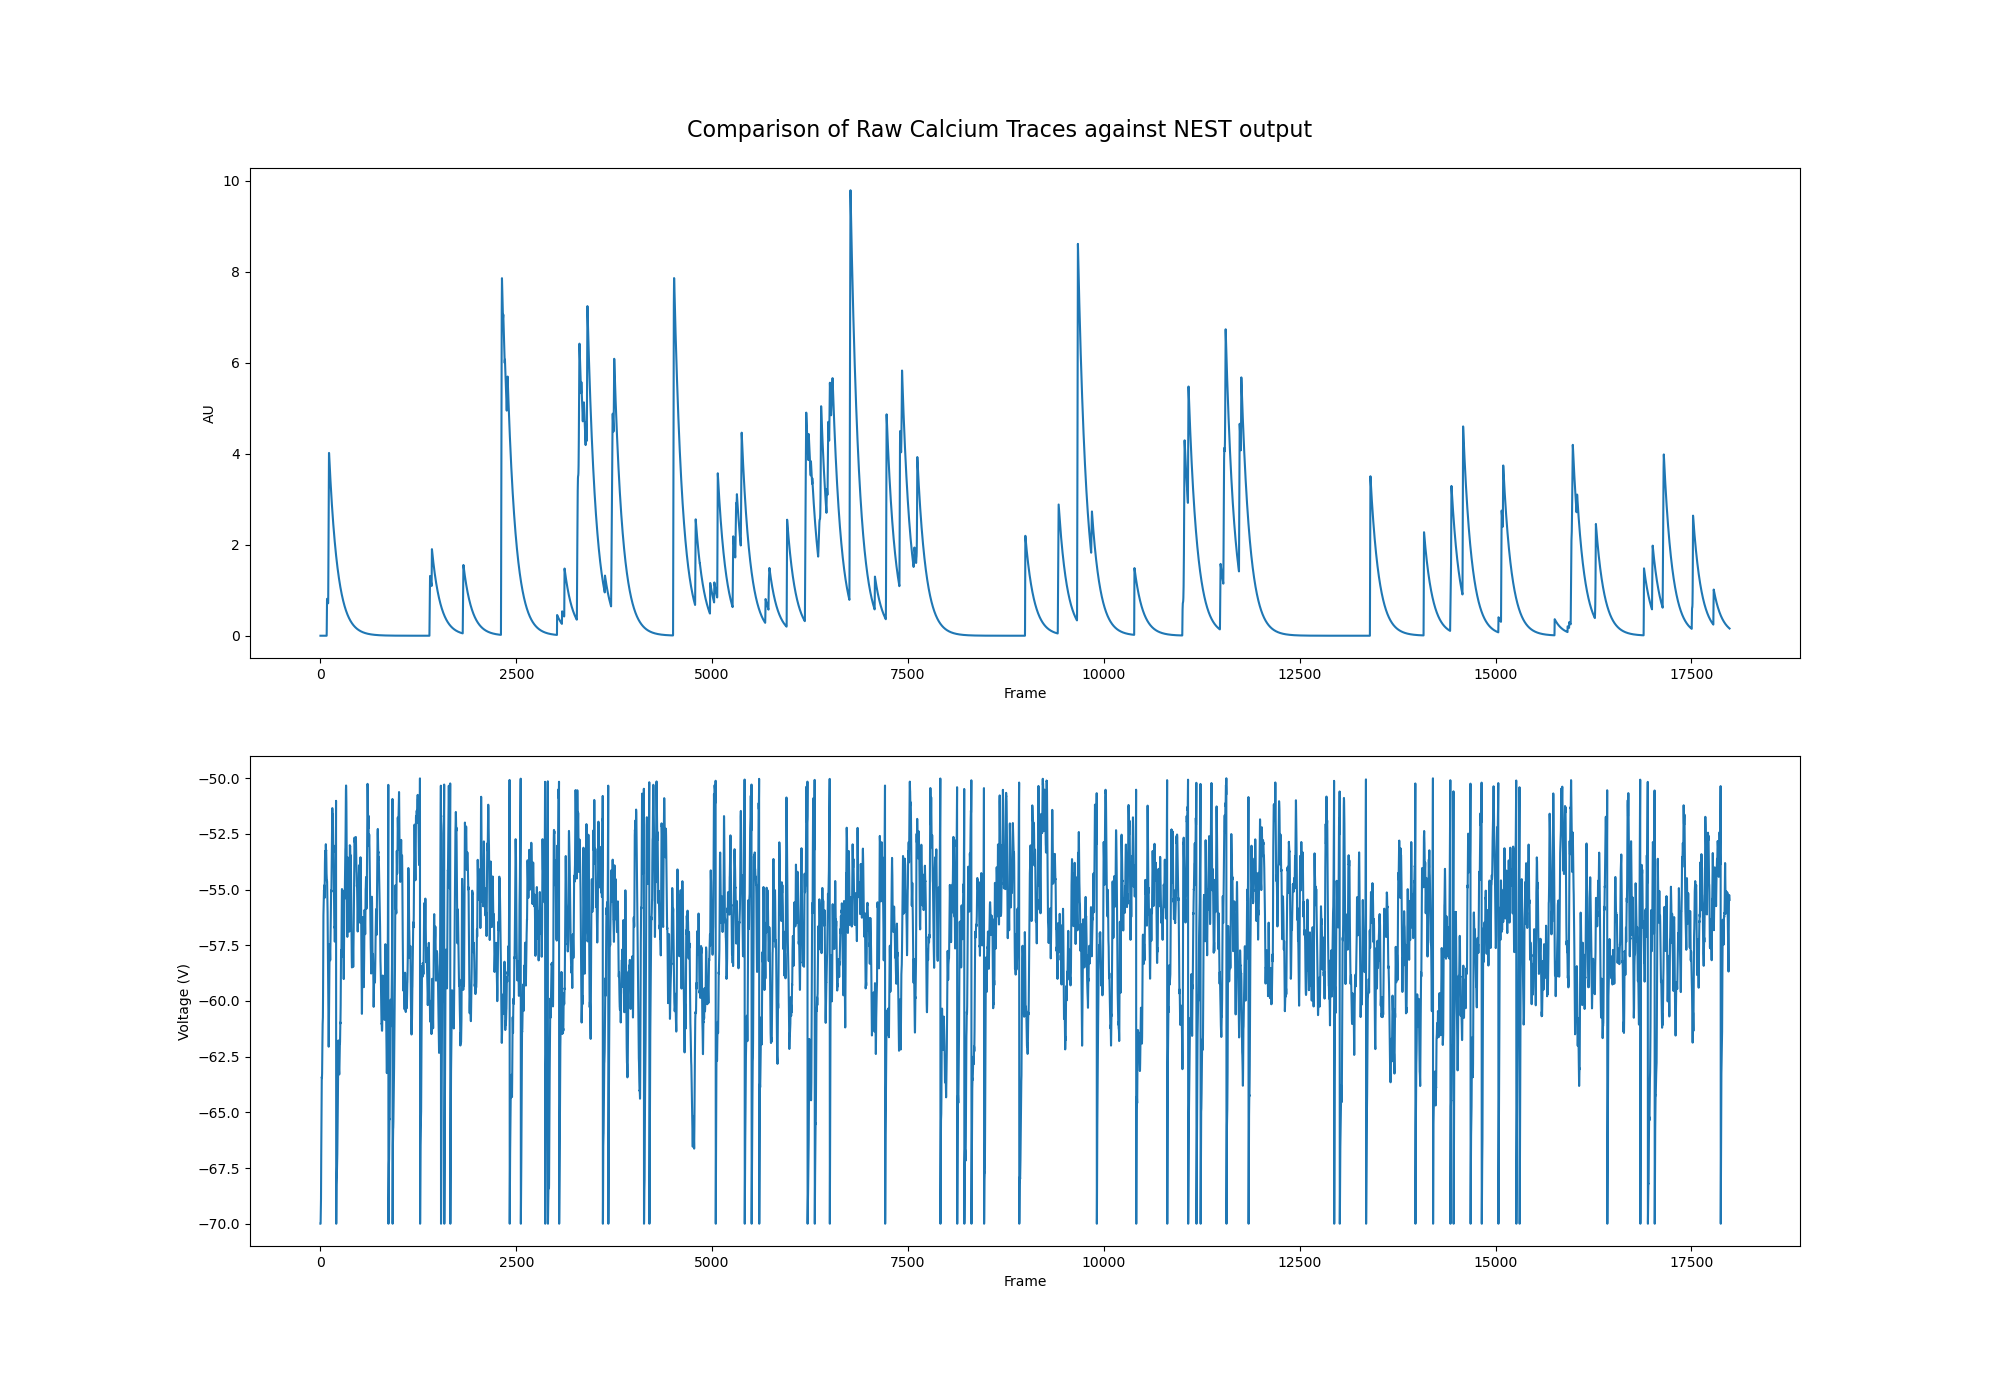 Comparison of Raw Calcium Traces against NEST output
10
8
6
4
2
0
AU
0 2500 5000 7500 10000 12500 15000 17500
Frame
−50.0
−52.5
−55.0
−57.5
−60.0
−62.5
−65.0
−67.5
−70.0
Voltage (V)
0 2500 5000 7500 10000 12500 15000 17500
Frame